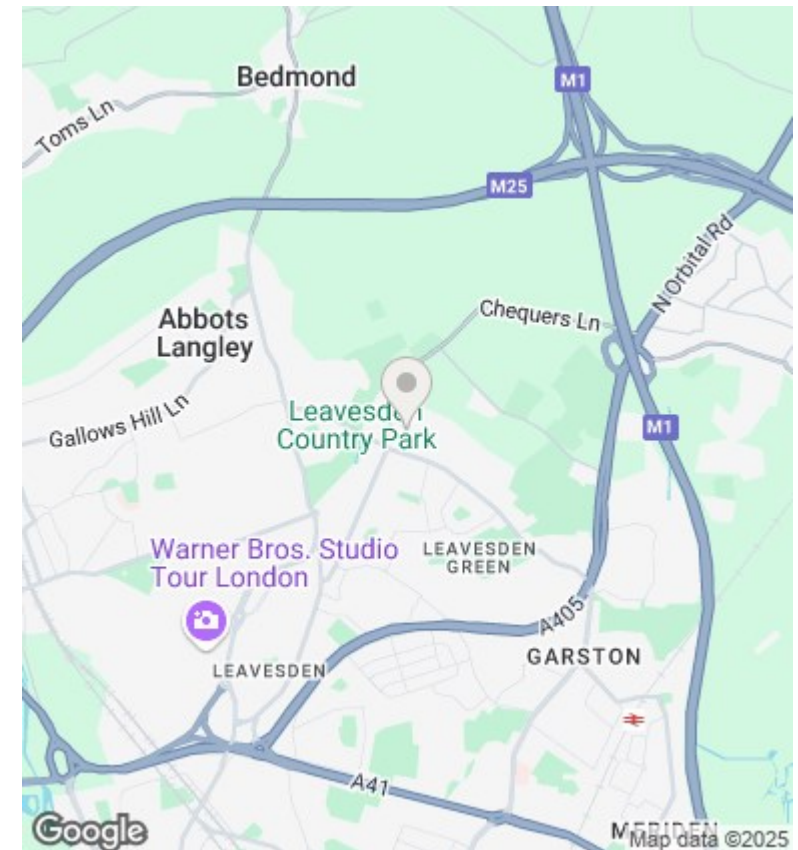 Bedmond
M1
Toms Ln
M25
N Orbital Rd
Abbots
Langley
Chequers Ln
Gallows Hill Ln
Leavesden
Country Park
M1
Warner Bros. Studio
Tour London
LEAVESDEN
GREEN
A405
GARSTON
LEAVESDEN
A41
MERIDEN
Google
Map data ©2025